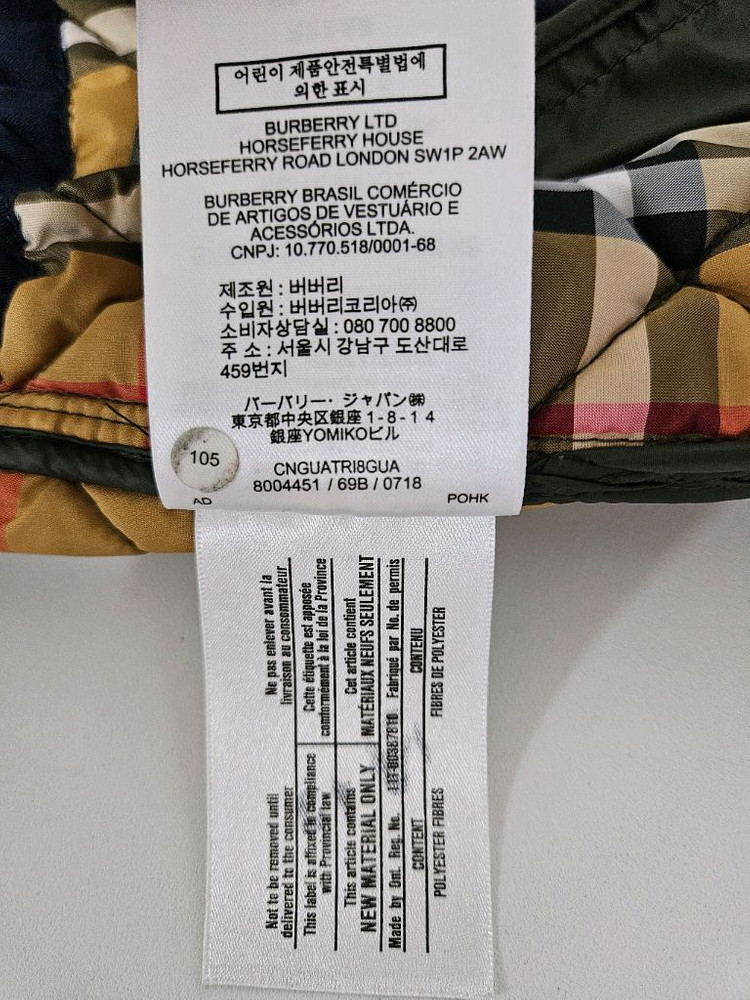 어린이 제품안전특별법에
의한 표시
BURBERRY LTD
HORSEFERRY HOUSE
HORSEFERRY ROAD LONDON SW1P 2AW
BURBERRY BRASIL COMÉRCIO
DE ARTIGOS DE VESTUÁRIO E
ACESSÓRIOS LTDA.
CNPJ: 10.770.518/0001-68
제조원 : 버버리
수입원 : 버버리코리아㈜
소비자상담실 : 080 700 8800
주 소 : 서울시 강남구 도산대로
459번지
バーバリー・ジャパン㈱
東京都中央区銀座 1 - 8 - 1 4
銀座YOMIKOビル
105
CNGUATRI8GUA
8004451 / 69B / 0718
AD
POHK
Not to be removed until
delivered to the consumer
Ne pas enlever avant la
livraison au consommateur
This label is affixed in compliance
with Provincial law
Cette étiquette est apposée
conformément à la loi de la Province
This article contains
NEW MATERIAL ONLY
Cet article contient
MATÉRIAUX NEUFS SEULEMENT
Made by Ont. Reg. No.
Fabriqué par No. de permis
CONTENT
CONTENU
POLYESTER FIBRES
FIBRES DE POLYESTER